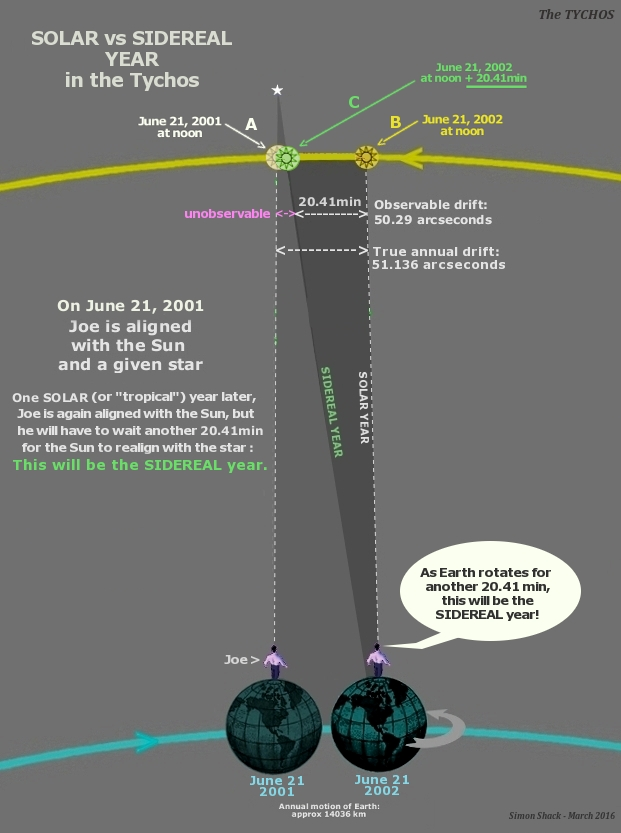 The TYCHOS
SOLAR vs SIDEREAL
YEAR
in the Tychos
June 21, 2002
at noon + 20.41min
C
June 21, 2001
at noon
A
B
June 21, 2002
at noon
unobservable
20.41min
Observable drift:
50.29 arcseconds
True annual drift:
51.136 arcseconds
On June 21, 2001
Joe is aligned
with the Sun
and a given star
One SOLAR (or "tropical") year later,
Joe is again aligned with the Sun, but
he will have to wait another 20.41min
for the Sun to realign with the star :
This will be the SIDEREAL year.
SIDEREAL YEAR
SOLAR YEAR
As Earth rotates for
another 20.41 min,
this will be the
SIDEREAL year!
Joe >
June 21
2001
June 21
2002
Annual motion of Earth:
approx 14036 km
Simon Shack - March 2016